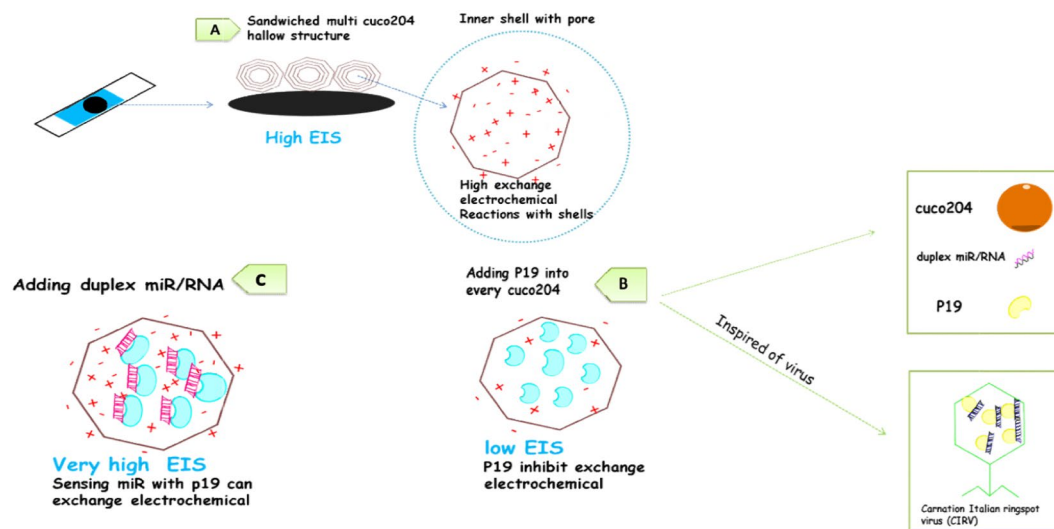 A
Sandwiched multi cuco204
hallow structure
High EIS
Inner shell with pore
High exchange
electrochemical
Reactions with shells
B
Adding P19 into
every cuco204
low EIS
P19 inhibit exchange
electrochemical
Inspired of virus
C
Adding duplex miR/RNA
Very high EIS
Sensing miR with p19 can
exchange electrochemical
cuco204
duplex miR/RNA
P19
Carnation Italian ringspot
virus (CIRV)